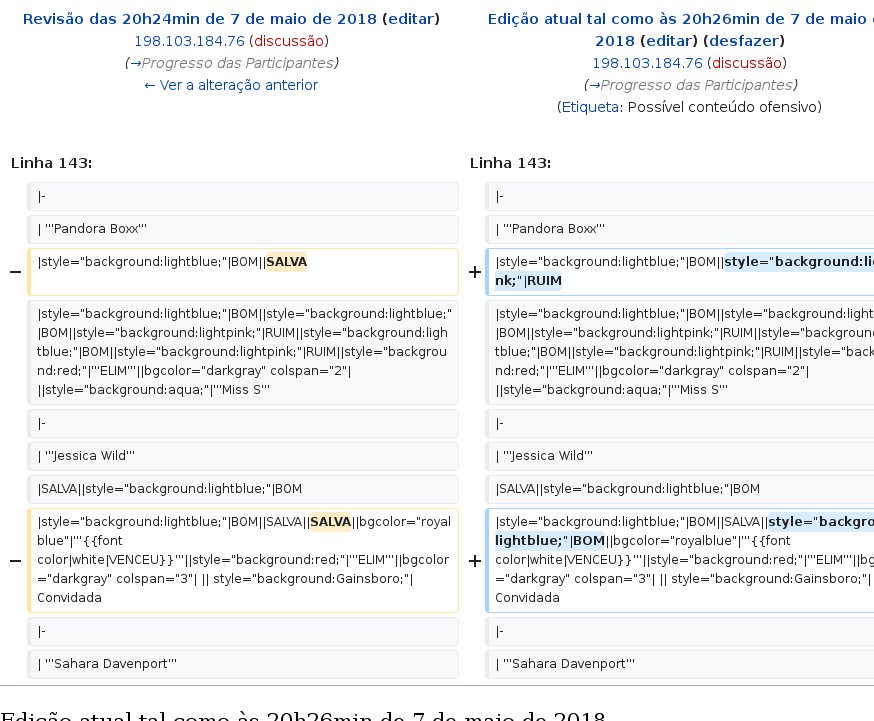 Revisão das 20h24min de 7 de maio de 2018 (editar)
198.103.184.76 (discussão)
(→Progresso das Participantes)
← Ver a alteração anterior
Edição atual tal como às 20h26min de 7 de maio
2018 (editar) (desfazer)
198.103.184.76 (discussão)
(→Progresso das Participantes)
(Etiqueta: Possível conteúdo ofensivo)
Linha 143:
Linha 143:
|-
|-
| '''Pandora Boxx'''
| '''Pandora Boxx'''
− |style="background:lightblue;"|BOM||SALVA
+ |style="background:lightblue;"|BOM||style="background:li
nk;"|RUIM
|style="background:lightblue;"|BOM||style="background:lightblue;"
|BOM||style="background:lightpink;"|RUIM||style="background:ligh
tblue;"|BOM||style="background:lightpink;"|RUIM||style="backgrou
nd:red;"|'''ELIM'''||bgcolor="darkgray" colspan="2"|
||style="background:aqua;"|'''Miss S'''
|style="background:lightblue;"|BOM||style="background:light
|BOM||style="background:lightpink;"|RUIM||style="background
tblue;"|BOM||style="background:lightpink;"|RUIM||style="back
nd:red;"|'''ELIM'''||bgcolor="darkgray" colspan="2"|
||style="background:aqua;"|'''Miss S'''
|-
|-
| '''Jessica Wild'''
| '''Jessica Wild'''
|SALVA||style="background:lightblue;"|BOM
|SALVA||style="background:lightblue;"|BOM
− |style="background:lightblue;"|BOM||SALVA||SALVA||bgcolor="royal
blue"|'''{{font
color|white|VENCEU}}'''||style="background:red;"|'''ELIM'''||bgcolor
="darkgray" colspan="3"| || style="background:Gainsboro;"|
Convidada
+ |style="background:lightblue;"|BOM||SALVA||style="backgro
lightblue;"|BOM||bgcolor="royalblue"|'''{{font
color|white|VENCEU}}'''||style="background:red;"|'''ELIM'''||bg
="darkgray" colspan="3"| || style="background:Gainsboro;"|
Convidada
|-
|-
| '''Sahara Davenport'''
| '''Sahara Davenport'''
Edição atual tal como às 20h26min de 7 de maio de 2018